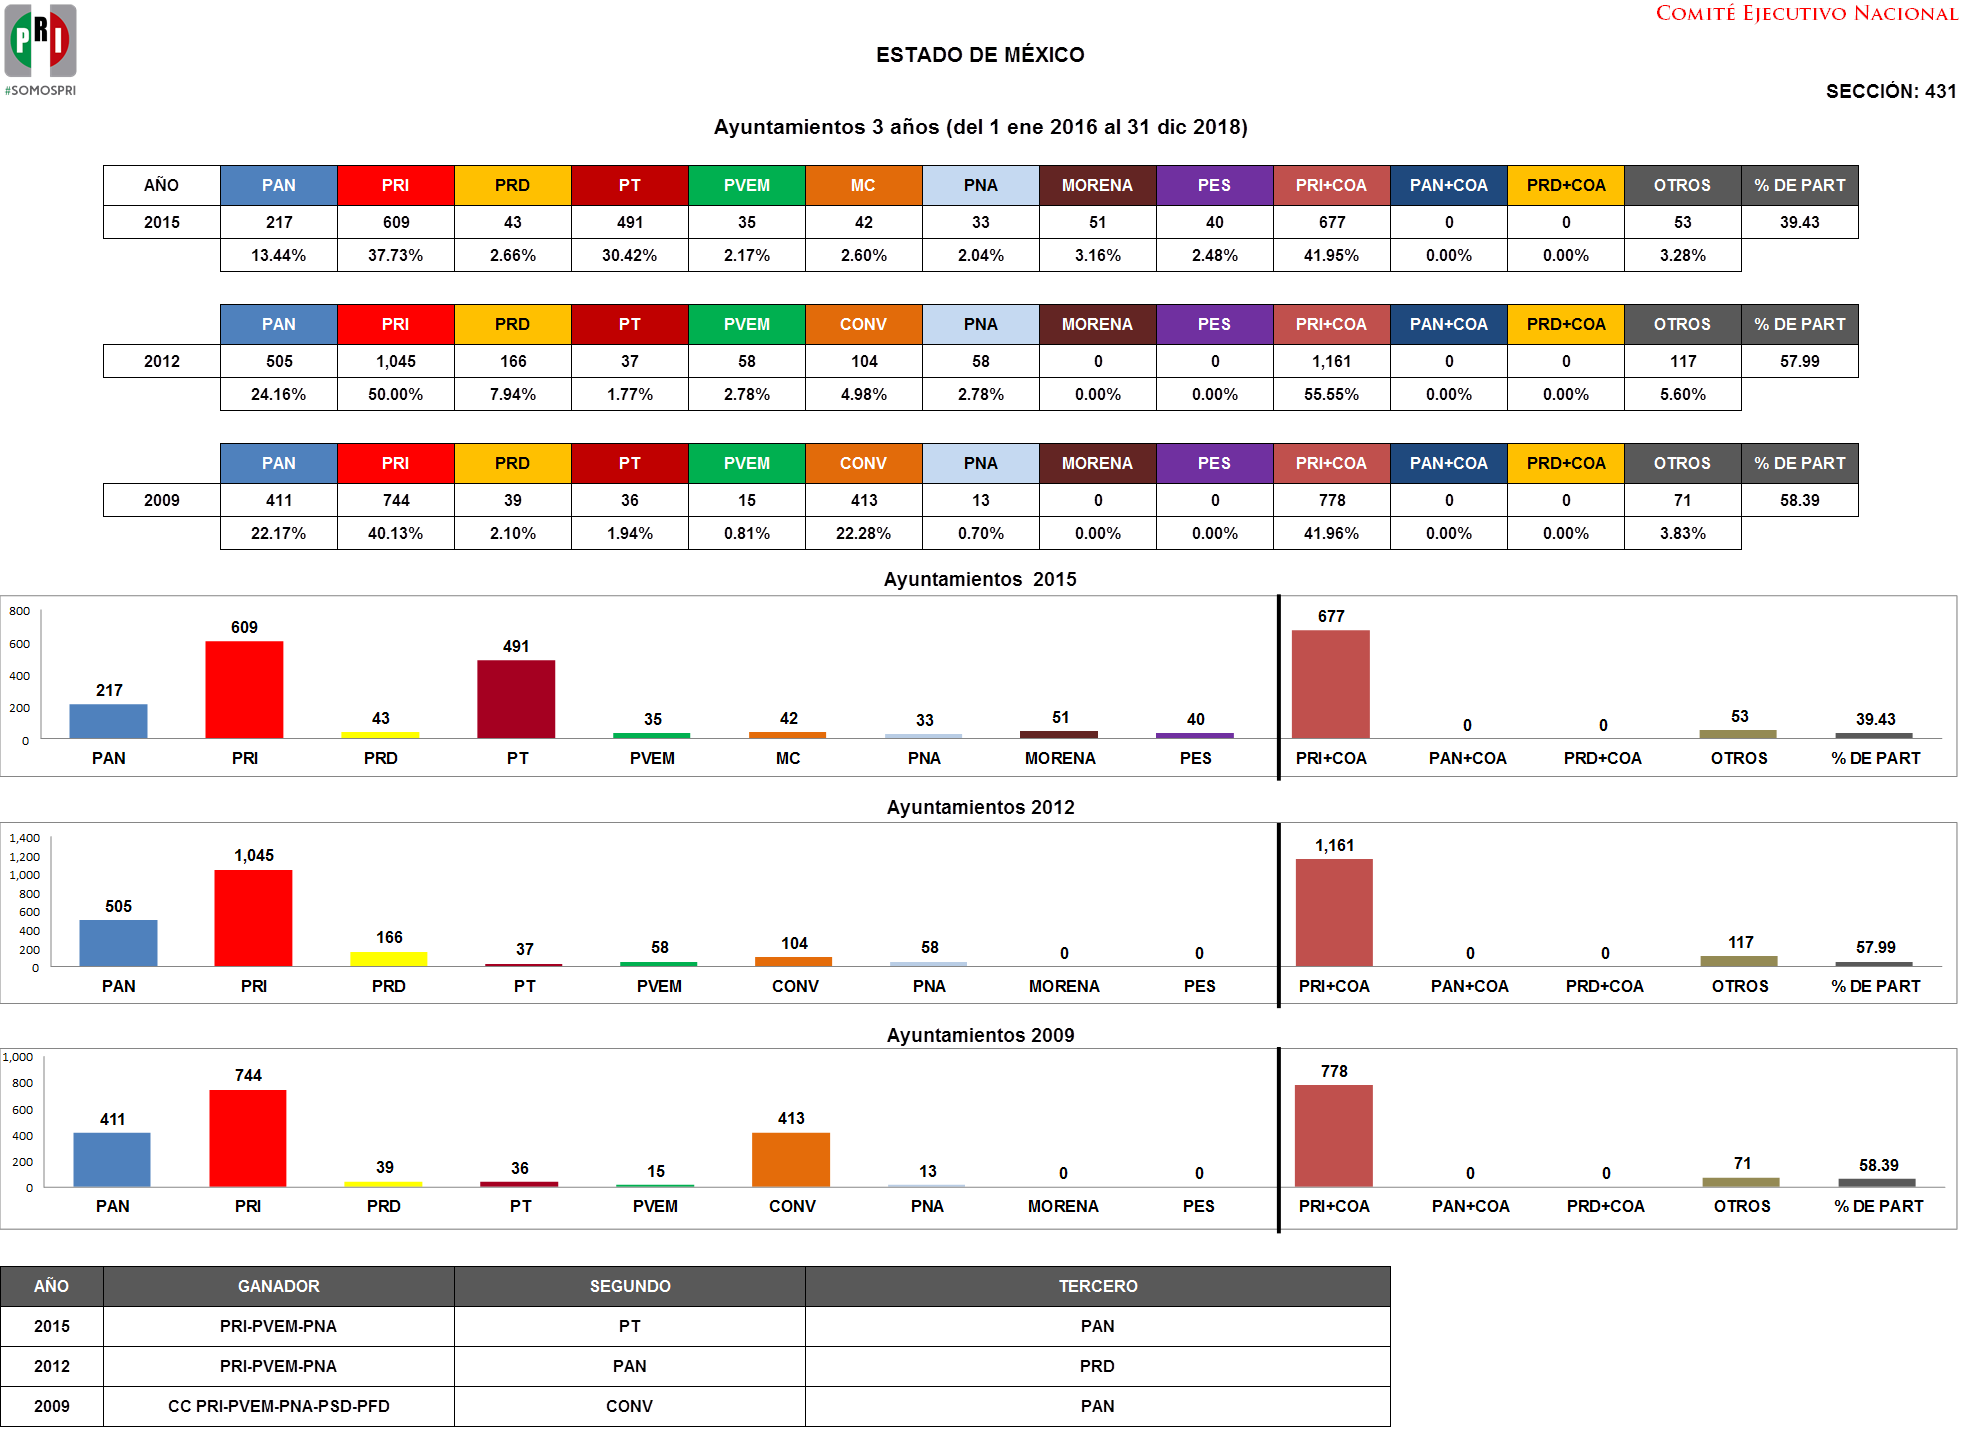 PRI
#SOMOSPRI
COMITÉ EJECUTIVO NACIONAL
ESTADO DE MÉXICO
SECCIÓN: 431
Ayuntamientos 3 años (del 1 ene 2016 al 31 dic 2018)
AÑO PAN PRI PRD PT PVEM MC PNA MORENA PES PRI+COA PAN+COA PRD+COA OTROS % DE PART
2015 217 609 43 491 35 42 33 51 40 677 0 0 53 39.43
13.44% 37.73% 2.66% 30.42% 2.17% 2.60% 2.04% 3.16% 2.48% 41.95% 0.00% 0.00% 3.28%
PAN PRI PRD PT PVEM CONV PNA MORENA PES PRI+COA PAN+COA PRD+COA OTROS % DE PART
2012 505 1,045 166 37 58 104 58 0 0 1,161 0 0 117 57.99
24.16% 50.00% 7.94% 1.77% 2.78% 4.98% 2.78% 0.00% 0.00% 55.55% 0.00% 0.00% 5.60%
PAN PRI PRD PT PVEM CONV PNA MORENA PES PRI+COA PAN+COA PRD+COA OTROS % DE PART
2009 411 744 39 36 15 413 13 0 0 778 0 0 71 58.39
22.17% 40.13% 2.10% 1.94% 0.81% 22.28% 0.70% 0.00% 0.00% 41.96% 0.00% 0.00% 3.83%
Ayuntamientos 2015
800
600
400
200
0
217 609 43 491 35 42 33 51 40 677 0 0 53 39.43
PAN PRI PRD PT PVEM MC PNA MORENA PES PRI+COA PAN+COA PRD+COA OTROS % DE PART
Ayuntamientos 2012
1,400
1,200
1,000
800
600
400
200
0
505 1,045 166 37 58 104 58 0 0 1,161 0 0 117 57.99
PAN PRI PRD PT PVEM CONV PNA MORENA PES PRI+COA PAN+COA PRD+COA OTROS % DE PART
Ayuntamientos 2009
1,000
800
600
400
200
0
411 744 39 36 15 413 13 0 0 778 0 0 71 58.39
PAN PRI PRD PT PVEM CONV PNA MORENA PES PRI+COA PAN+COA PRD+COA OTROS % DE PART
AÑO GANADOR SEGUNDO TERCERO
2015 PRI-PVEM-PNA PT PAN
2012 PRI-PVEM-PNA PAN PRD
2009 CC PRI-PVEM-PNA-PSD-PFD CONV PAN